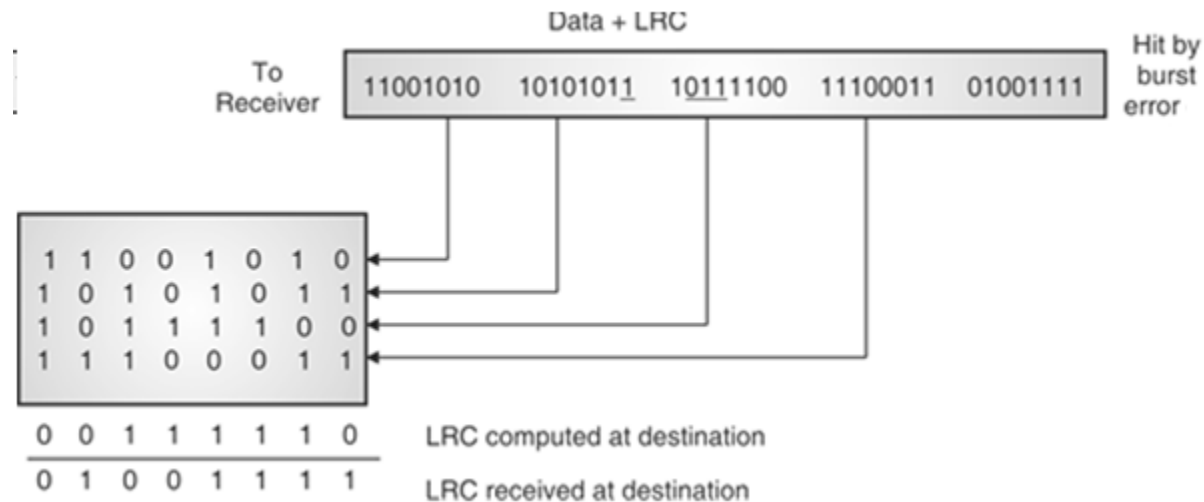 Data + LRC
To
Receiver
11001010 10101011 10111100 11100011 01001111
Hit by
burst
error
1 1 0 0 1 0 1 0
1 0 1 0 1 0 1 1
1 0 1 1 1 1 0 0
1 1 1 0 0 0 1 1
0 0 1 1 1 1 1 0 LRC computed at destination
0 1 0 0 1 1 1 1 LRC received at destination